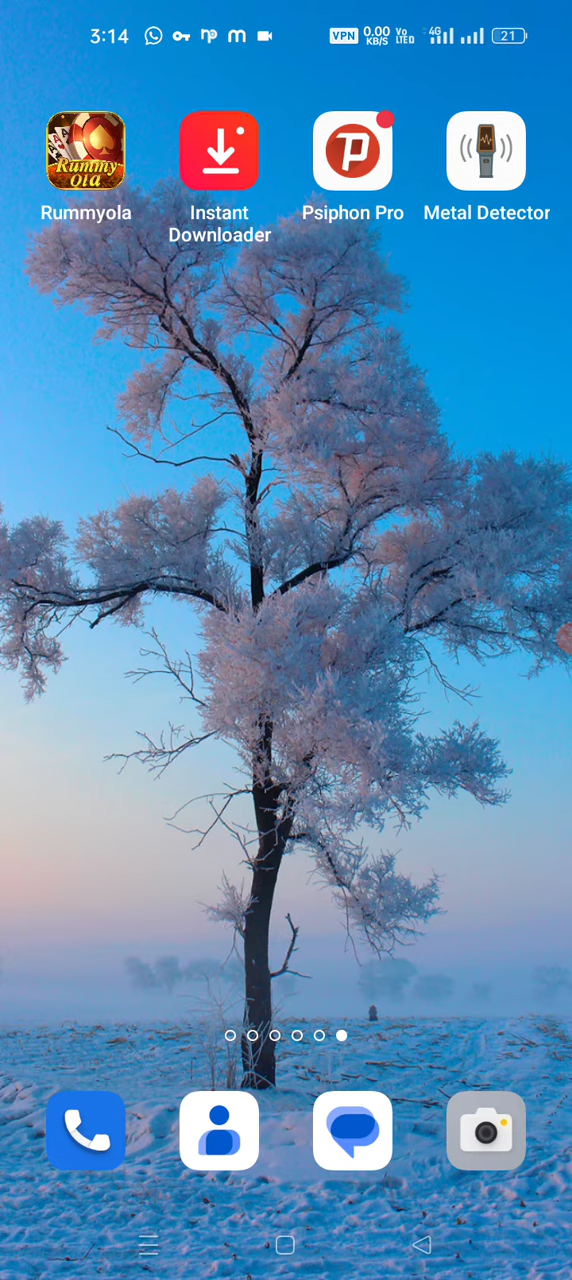 3:14
VPN 0.00 KB/S Vo LTE 4G 21
Rummy
Ola
Rummyola
Instant
Downloader
Psiphon Pro
Metal Detector